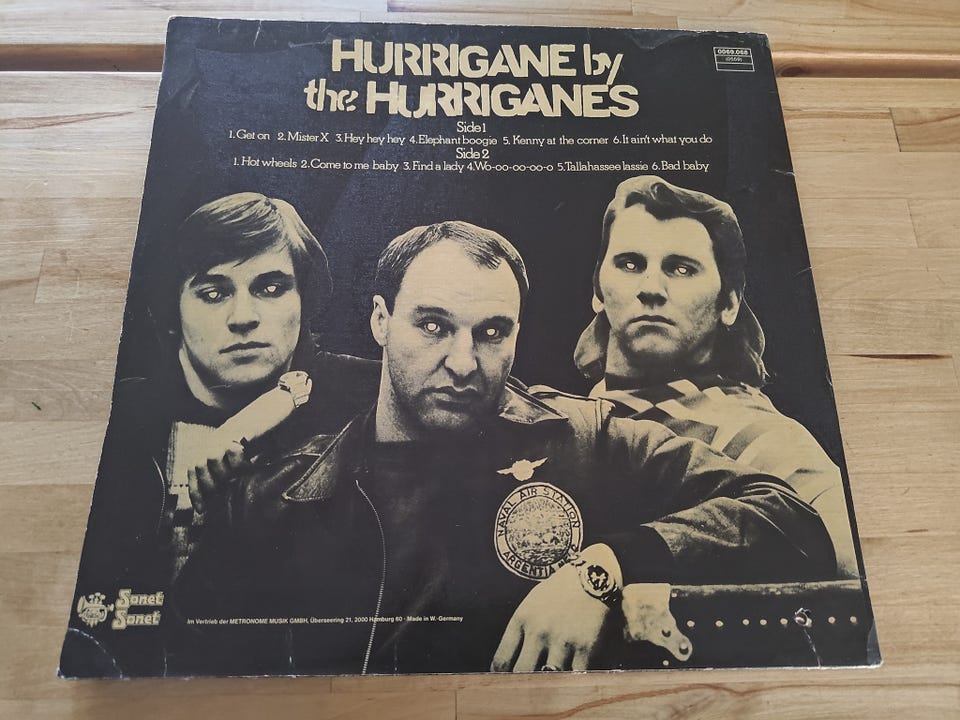 HURRIGANE by
the HURRIGANES
0069.068
(0559)
Side 1
1. Get on 2. Mister X 3. Hey hey hey 4. Elephant boogie 5. Kenny at the corner 6. It ain't what you do
Side 2
1. Hot wheels 2. Come to me baby 3. Find a lady 4. Wo-oo-oo-oo-o 5. Tallahassee lassie 6. Bad baby
NAVAL AIR STATION
ARGENTIA
Sonet
Sonet
Im Vertrieb der METRONOME MUSIK GMBH, Überseering 21, 2000 Hamburg 60 · Made in W.-Germany